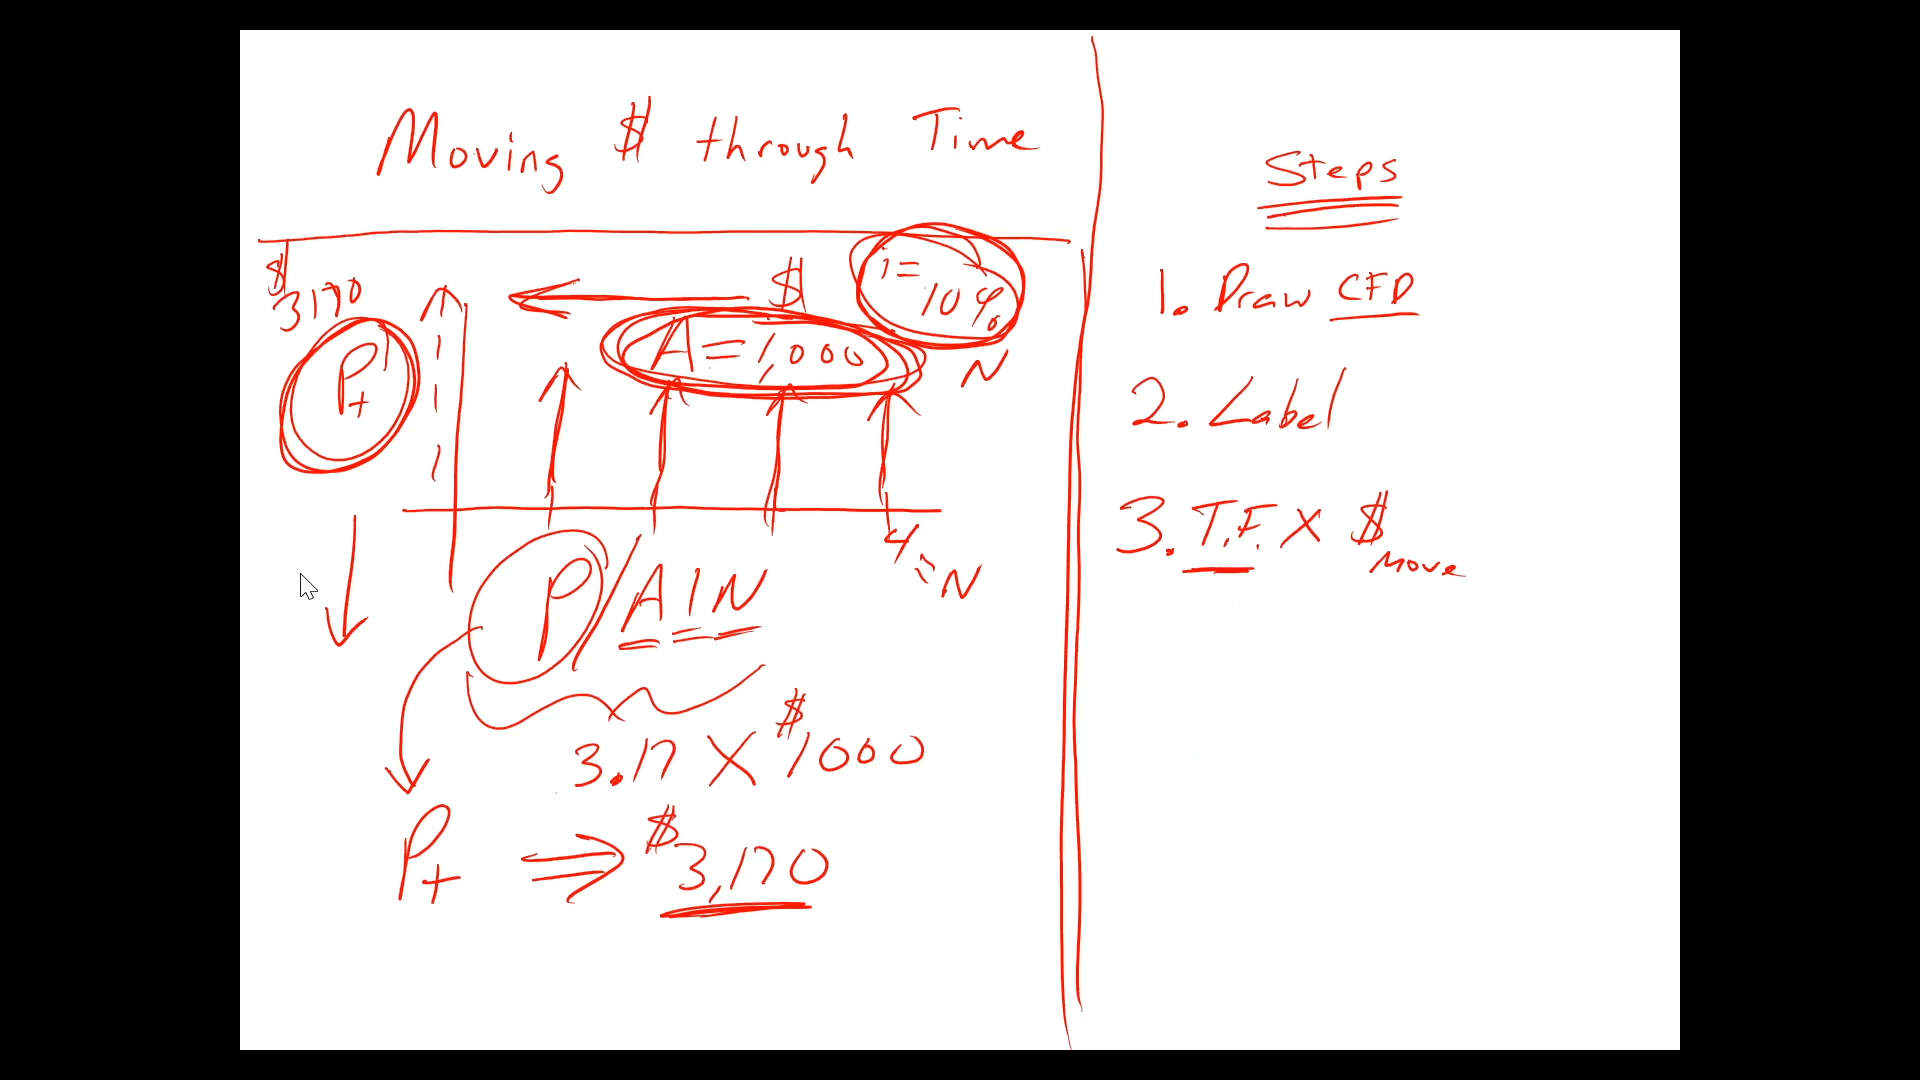 Moving $ through Time
$
3170
P+
$
A = 1,000
i =
10%
N
4 = N
P/A I N
3.17 X $1000
P+ ⇒ $3,170
Steps
1. Draw CFD
2. Label
3. T.F. X $ Move